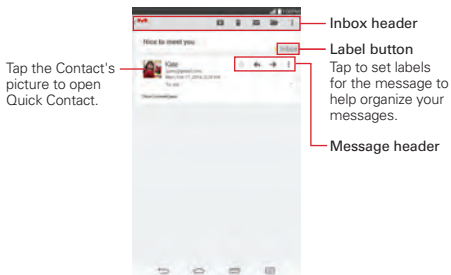 Inbox header
Nice to meet you
Inbox
Label button
Tap to set labels
for the message to
help organize your
messages.
Tap the Contact's
picture to open
Quick Contact.
Kate
Message header